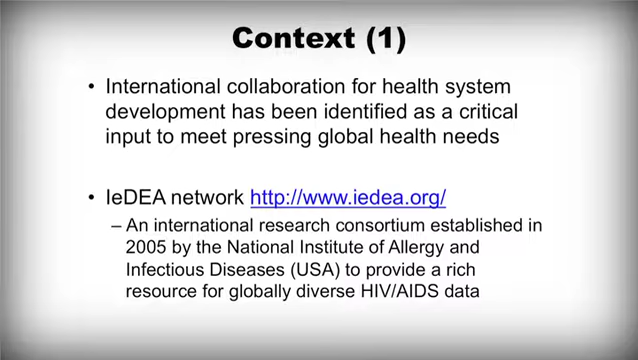 Context (1)
• International collaboration for health system
development has been identified as a critical
input to meet pressing global health needs
• IeDEA network http://www.iedea.org/
– An international research consortium established in
2005 by the National Institute of Allergy and
Infectious Diseases (USA) to provide a rich
resource for globally diverse HIV/AIDS data